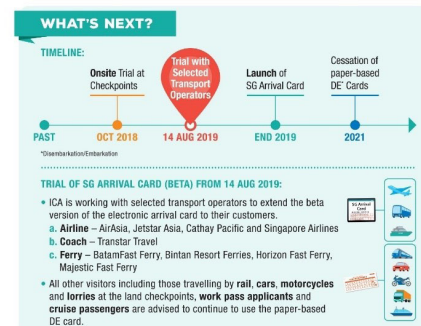 WHAT'S NEXT?
TIMELINE:
Onsite Trial at
Checkpoints
Trial with
Selected
Transport
Operators
Launch of
SG Arrival Card
Cessation of
paper-based
DE* Cards
PAST
OCT 2018
14 AUG 2019
END 2019
2021
*Disembarkation/Embarkation
TRIAL OF SG ARRIVAL CARD (BETA) FROM 14 AUG 2019:
• ICA is working with selected transport operators to extend the beta
version of the electronic arrival card to their customers.
a. Airline – AirAsia, Jetstar Asia, Cathay Pacific and Singapore Airlines
b. Coach – Transtar Travel
c. Ferry – BatamFast Ferry, Bintan Resort Ferries, Horizon Fast Ferry,
Majestic Fast Ferry
• All other visitors including those travelling by rail, cars, motorcycles
and lorries at the land checkpoints, work pass applicants and
cruise passengers are advised to continue to use the paper-based
DE card.
SG Arrival
Card